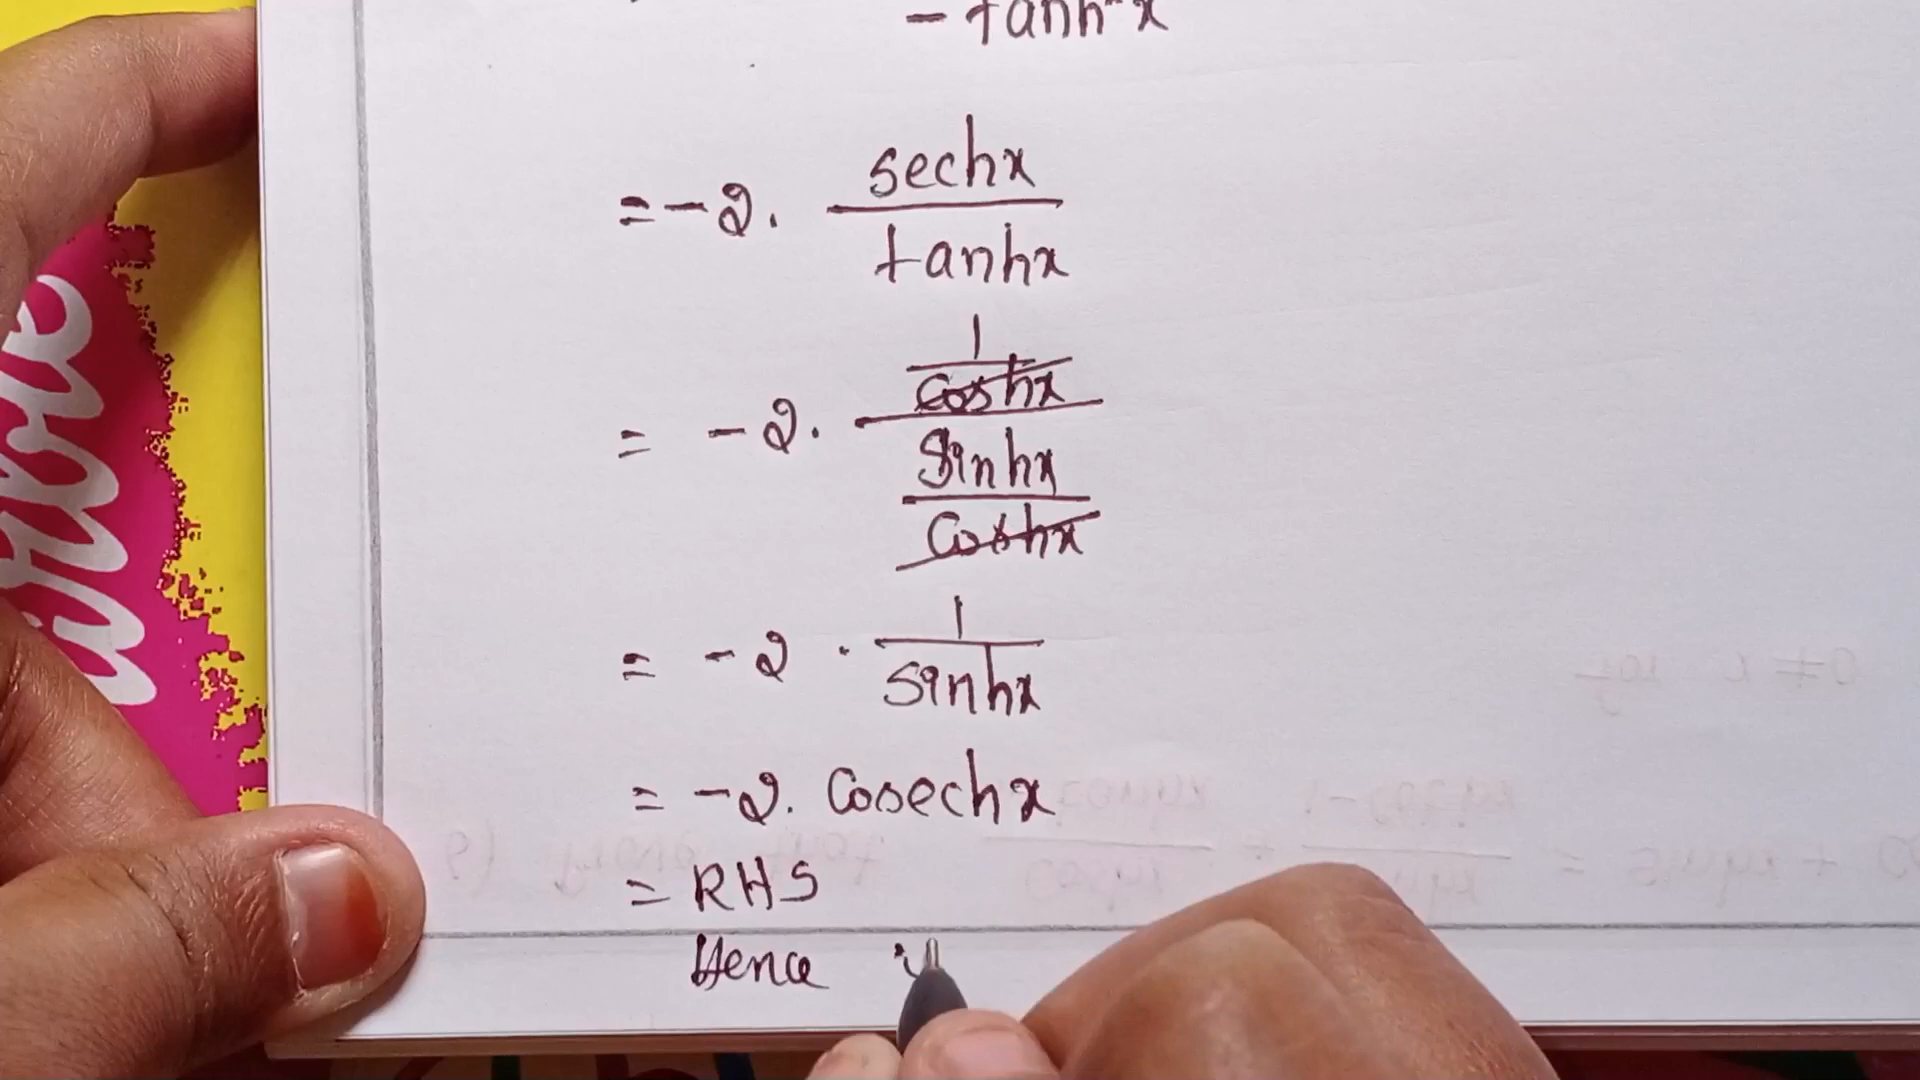 - tanh²x
= -2. sechx / tanhx
= -2. 1/coshx / sinhx/coshx
= -2 . 1/sinhx
= -2. Cosechx
= RHS
Hence